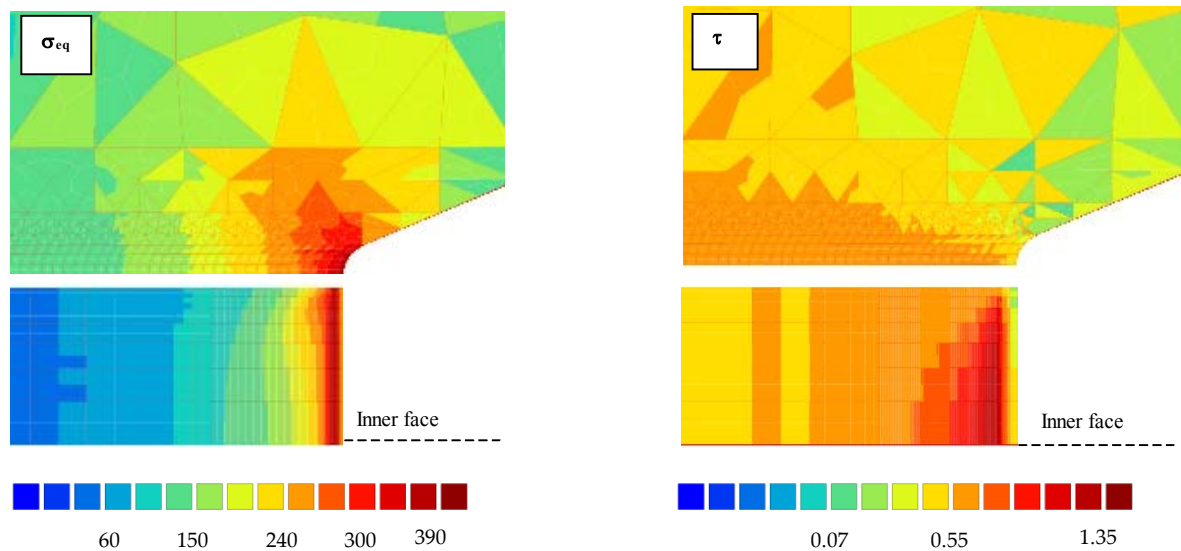 σeq
τ
Inner face
Inner face
60 150 240 300 390
0.07 0.55 1.35